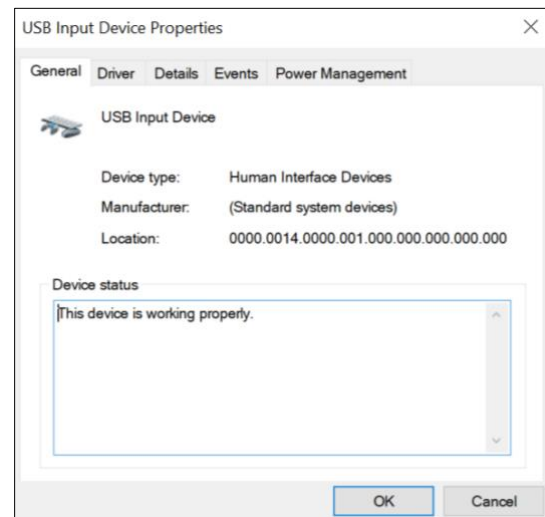 USB Input Device Properties
General Driver Details Events Power Management
USB Input Device
Device type: Human Interface Devices
Manufacturer: (Standard system devices)
Location: 0000.0014.0000.001.000.000.000.000.000
Device status
This device is working properly.
OK Cancel